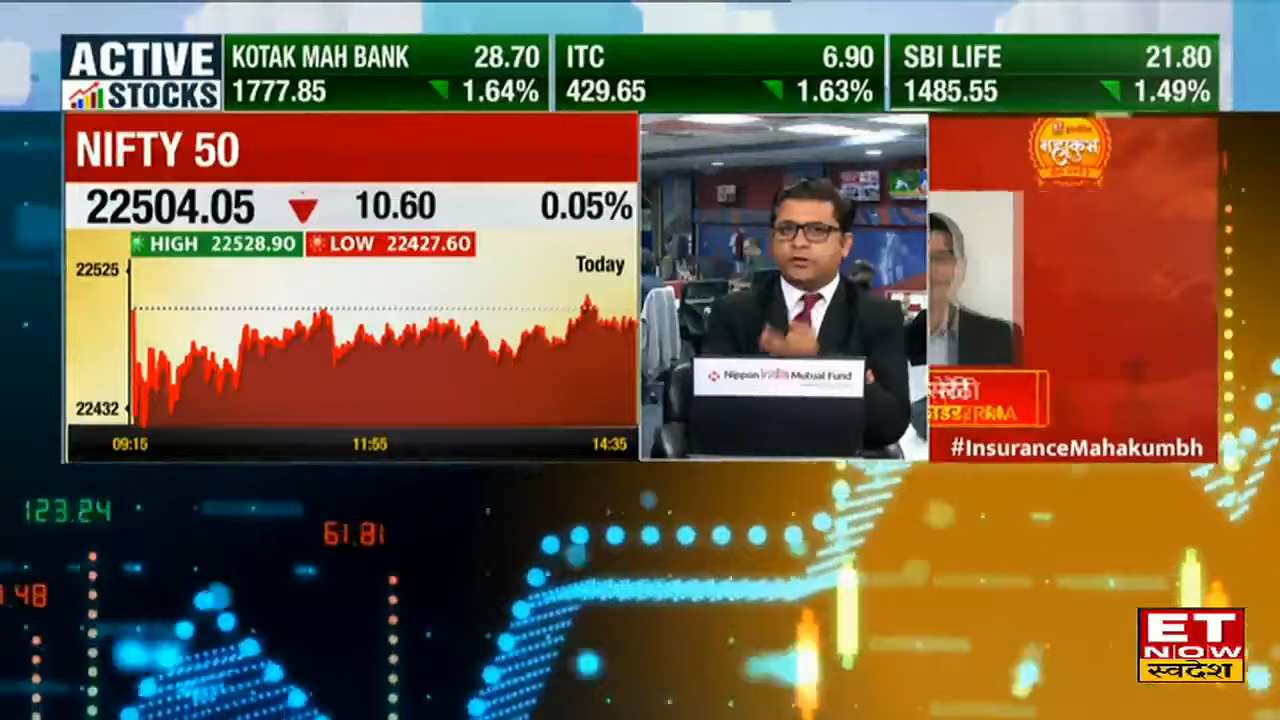 ACTIVE
STOCKS
KOTAK MAH BANK 28.70
1777.85 1.64%
ITC 6.90
429.65 1.63%
SBI LIFE 21.80
1485.55 1.49%
NIFTY 50
22504.05 10.60 0.05%
HIGH 22528.90 LOW 22427.60
Today
22525
22432
09:15 11:55 14:35
Nippon India Mutual Fund
महाकुंभ
#InsuranceMahakumbh
123.24
61.81
1.48
ET
NOW
स्वदेश